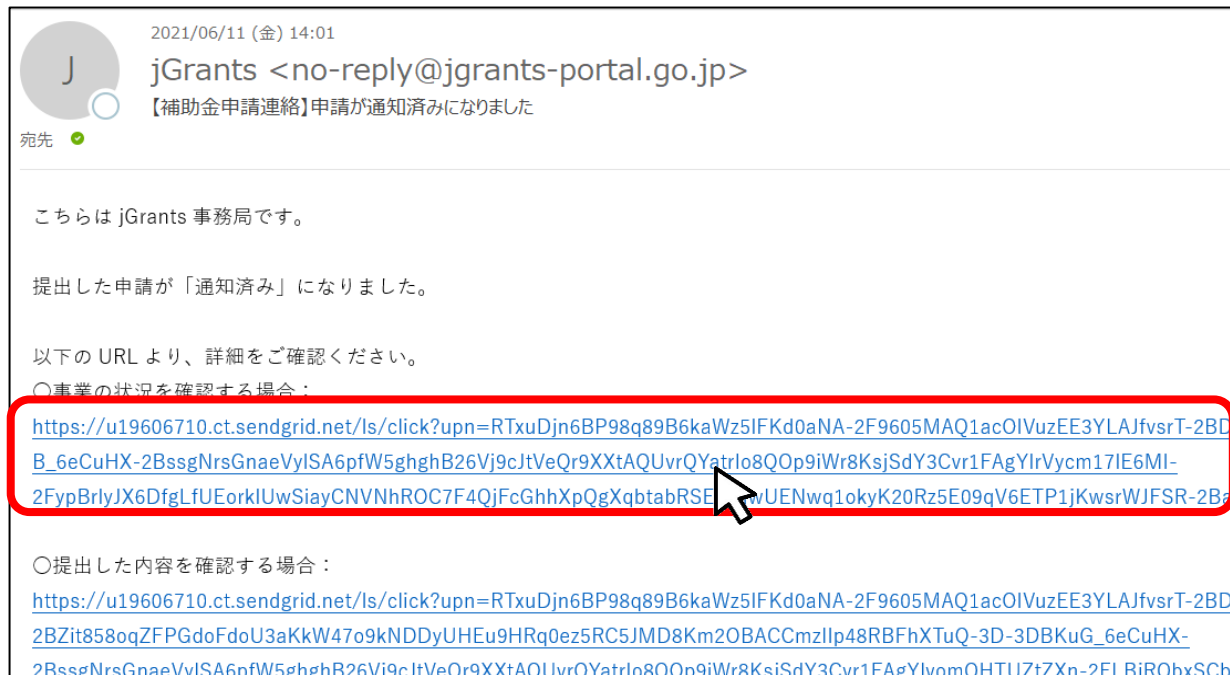 J
2021/06/11 (金) 14:01
jGrants <no-reply@jgrants-portal.go.jp>
【補助金申請連絡】申請が通知済みになりました
宛先
こちらは jGrants 事務局です。
提出した申請が「通知済み」になりました。
以下の URL より、詳細をご確認ください。
○事業の状況を確認する場合：
https://u19606710.ct.sendgrid.net/ls/click?upn=RTxuDjn6BP98q89B6kaWz5IFKd0aNA-2F9605MAQ1acOIVuzEE3YLAJfvsrT-2BD
B_6eCuHX-2BssgNrsGnaeVyISA6pfW5ghghB26Vj9cJtVeQr9XXtAQUvrQYatrIo8QOp9iWr8KsjSdY3Cvr1FAgYIrVycm17IE6MI-
2FypBrIyJX6DfgLfUEorkIUwSiayCNVNhROC7F4QjFcGhhXpQgXqbtabRSE wUENwq1okyK20Rz5E09qV6ETP1jKwsrWJFSR-2Ba
○提出した内容を確認する場合：
https://u19606710.ct.sendgrid.net/ls/click?upn=RTxuDjn6BP98q89B6kaWz5IFKd0aNA-2F9605MAQ1acOIVuzEE3YLAJfvsrT-2BD
2BZit858oqZFPGdoFdoU3aKkW47o9kNDDyUHEu9HRq0ez5RC5JMD8Km2OBACCmzIIp48RBFhXTuQ-3D-3DBKuG_6eCuHX-
2BssgNrsGnaeVyISA6pfW5ghghB26Vj9cJtVeQr9XXtAQUvrQYatrIo8QOp9iWr8KsjSdY3Cvr1FAgYIvomQHTUZtZXn-2FLBjRObxSCb